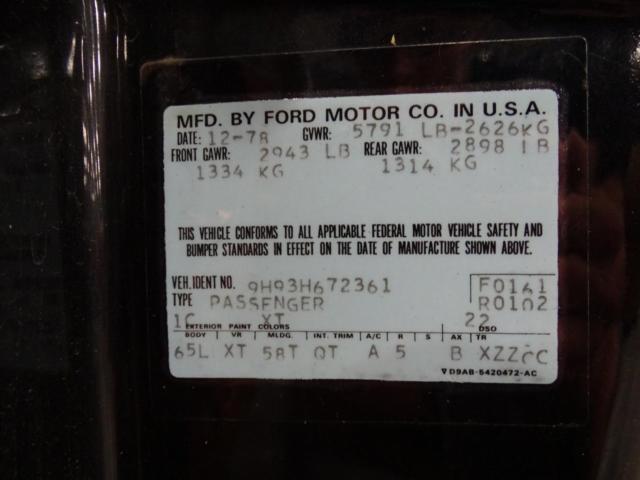 MFD. BY FORD MOTOR CO. IN U.S.A.
DATE: 12-78 GVWR: 5791 LB-2626KG
FRONT GAWR: 2943 LB REAR GAWR: 2898 LB
1334 KG 1314 KG
THIS VEHICLE CONFORMS TO ALL APPLICABLE FEDERAL MOTOR VEHICLE SAFETY AND
BUMPER STANDARDS IN EFFECT ON THE DATE OF MANUFACTURE SHOWN ABOVE.
VEH. IDENT NO. 9H93H672361 F0141
TYPE PASSENGER R0102
1C XT 22
EXTERIOR PAINT COLORS DSO
BODY VR MLDG. INT. TRIM A/C R S AX TR
65L XT 58T QT A 5 B
D9AB-5420472-AC